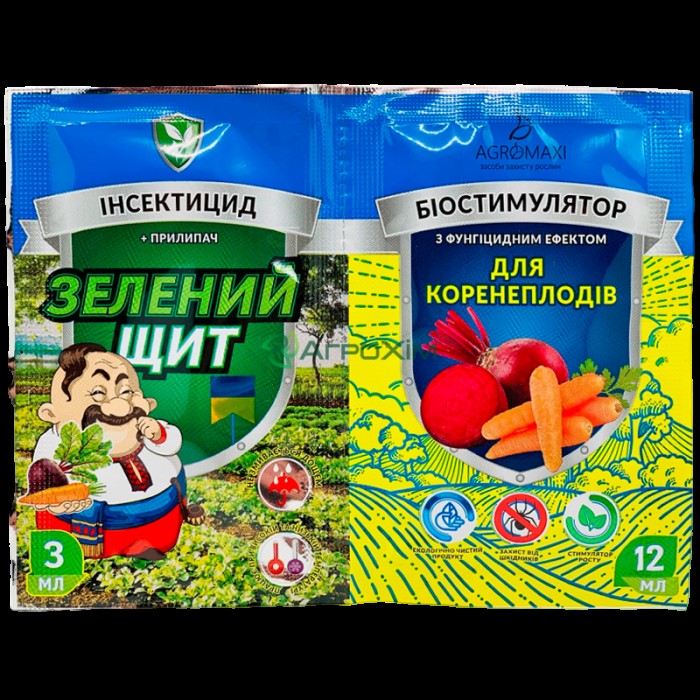 ІНСЕКТИЦИД
+ ПРИЛИПАЧ
ЗЕЛЕНИЙ
ЩИТ
3
МЛ
AGROMAXI
засоби захисту рослин
БІОСТИМУЛЯТОР
З ФУНГІЦИДНИМ ЕФЕКТОМ
ДЛЯ
КОРЕНЕПЛОДІВ
АГРОХІМ
ЕКОЛОГІЧНО ЧИСТИЙ
ПРОДУКТ
ЗАХИСТ ВІД
ШКІДНИКІВ
СТИМУЛЯТОР
РОСТУ
12
МЛ